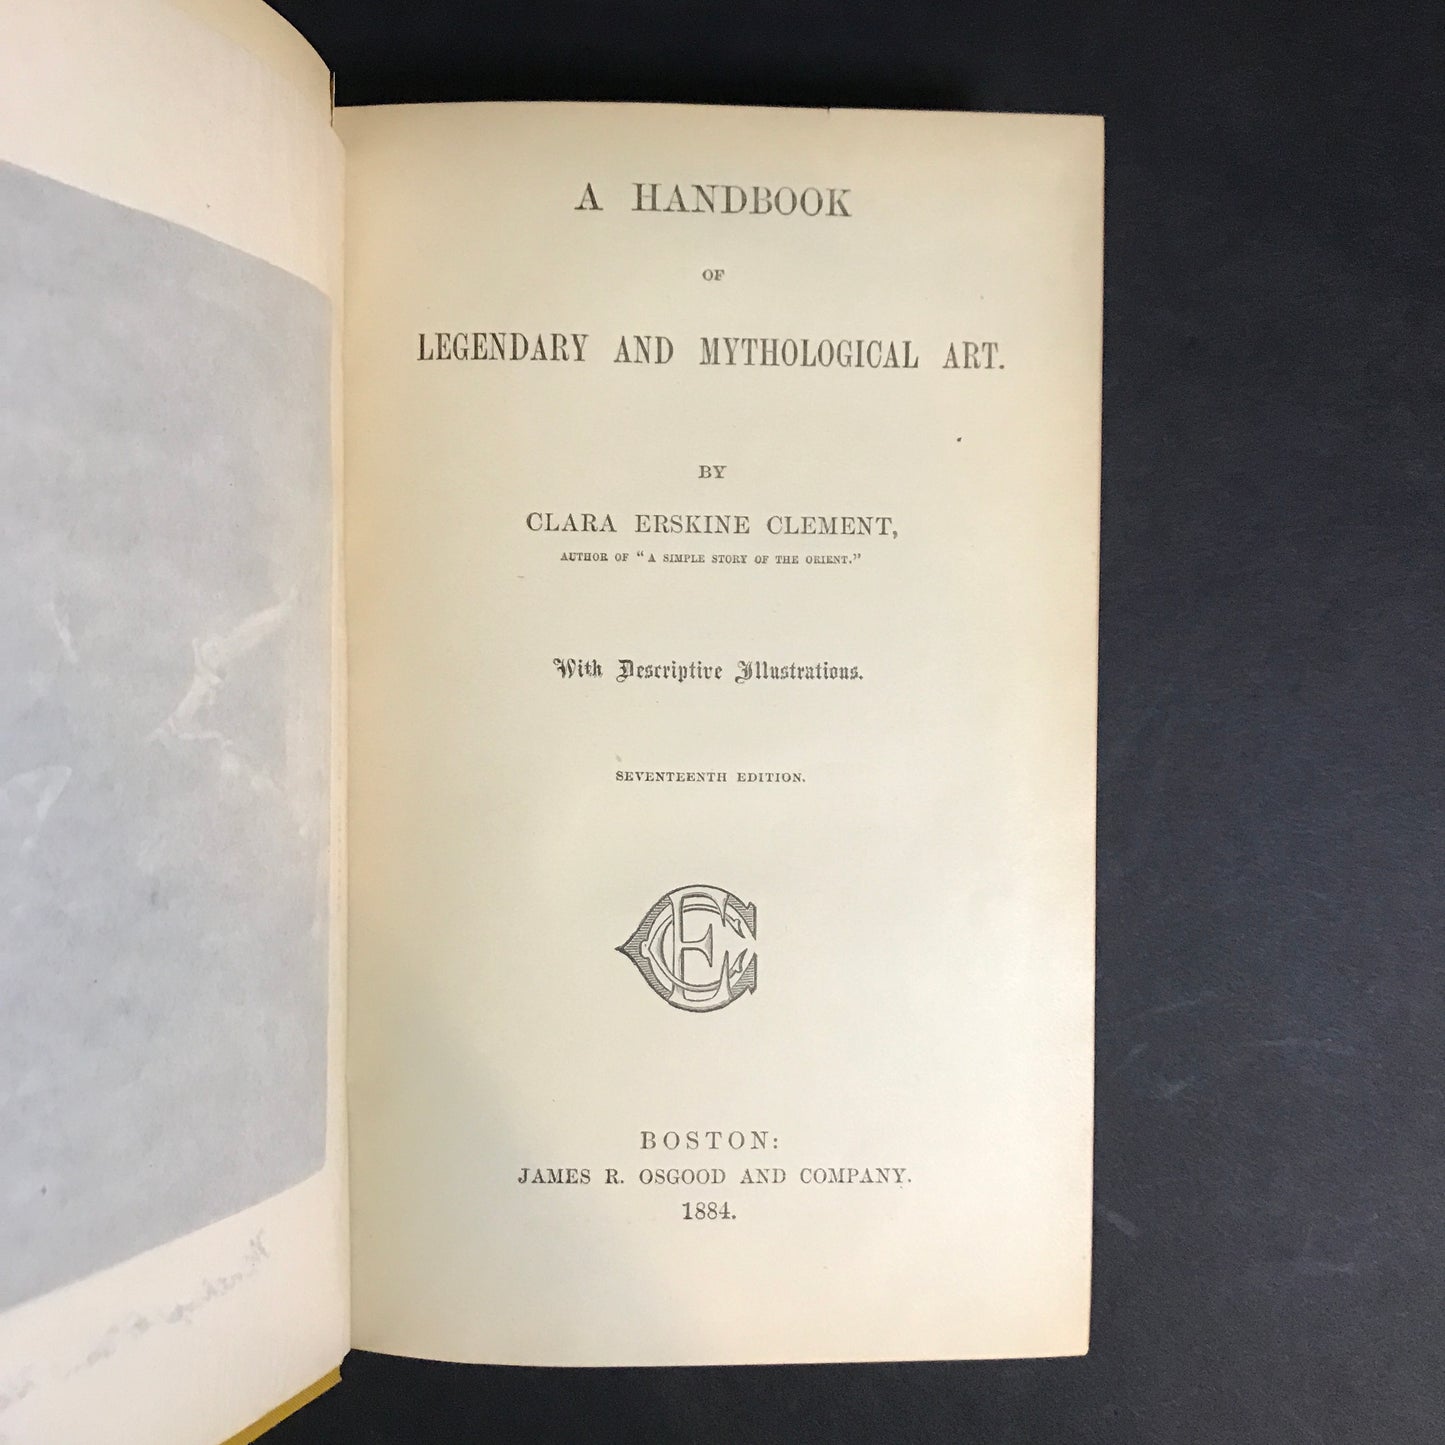 A HANDBOOK
OF
LEGENDARY AND MYTHOLOGICAL ART.
BY
CLARA ERSKINE CLEMENT,
AUTHOR OF "A SIMPLE STORY OF THE ORIENT."
With Descriptive Illustrations.
SEVENTEENTH EDITION.
CEC
BOSTON:
JAMES R. OSGOOD AND COMPANY.
1884.